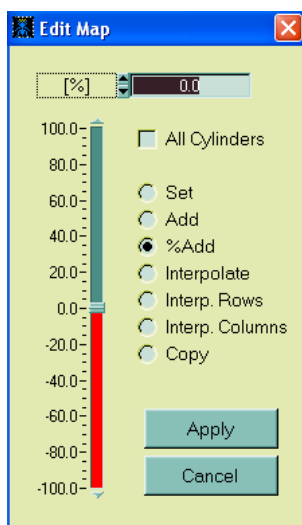 Edit Map
[%] 0.0
100.0
All Cylinders
80.0
60.0
Set
Add
40.0
%Add
20.0
Interpolate
0.0
Interp. Rows
-20.0
Interp. Columns
-40.0
Copy
-60.0
Apply
-80.0
Cancel
-100.0